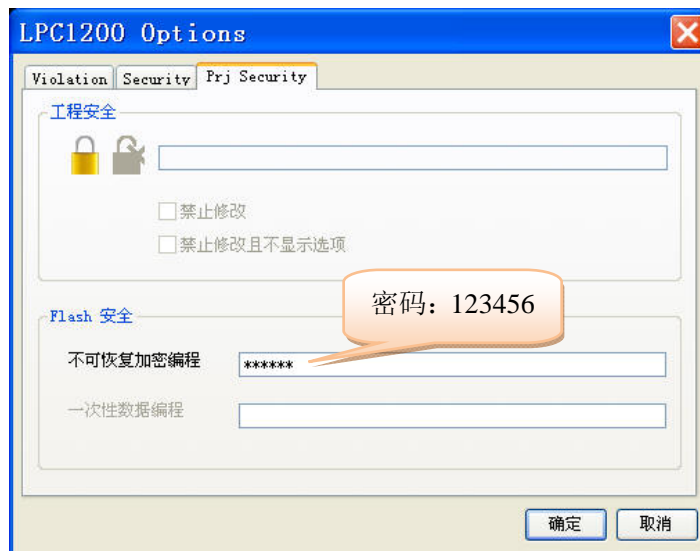 LPC1200 Options
Violation Security Prj Security
工程安全
禁止修改
禁止修改且不显示选项
密码：123456
Flash 安全
不可恢复加密编程 ******
一次性数据编程
确定 取消